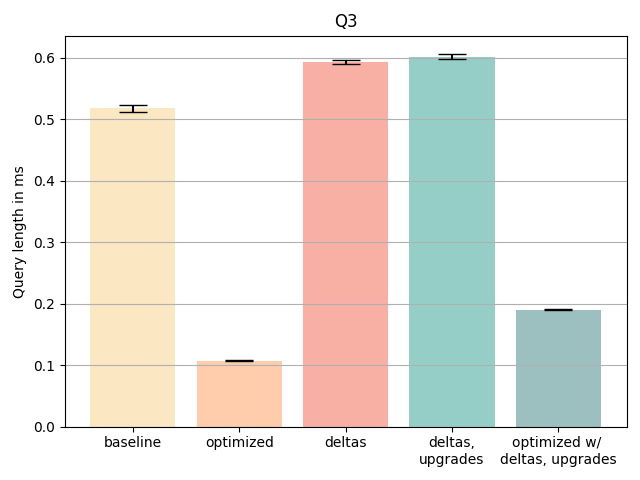 Q3
Query length in ms
0.6
0.5
0.4
0.3
0.2
0.1
0.0
baseline
optimized
deltas
deltas,
upgrades
optimized w/
deltas, upgrades